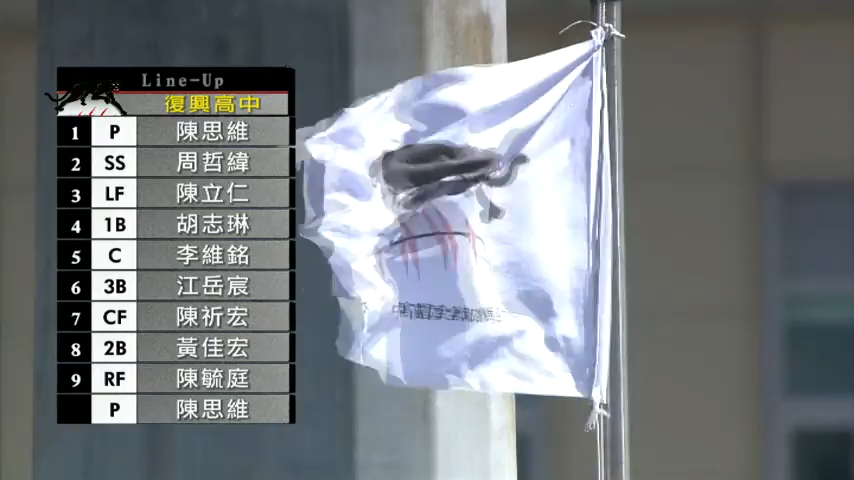 Line-Up
復興高中
1 P 陳思維
2 SS 周哲緯
3 LF 陳立仁
4 1B 胡志琳
5 C 李維銘
6 3B 江岳宸
7 CF 陳祈宏
8 2B 黃佳宏
9 RF 陳毓庭
P 陳思維